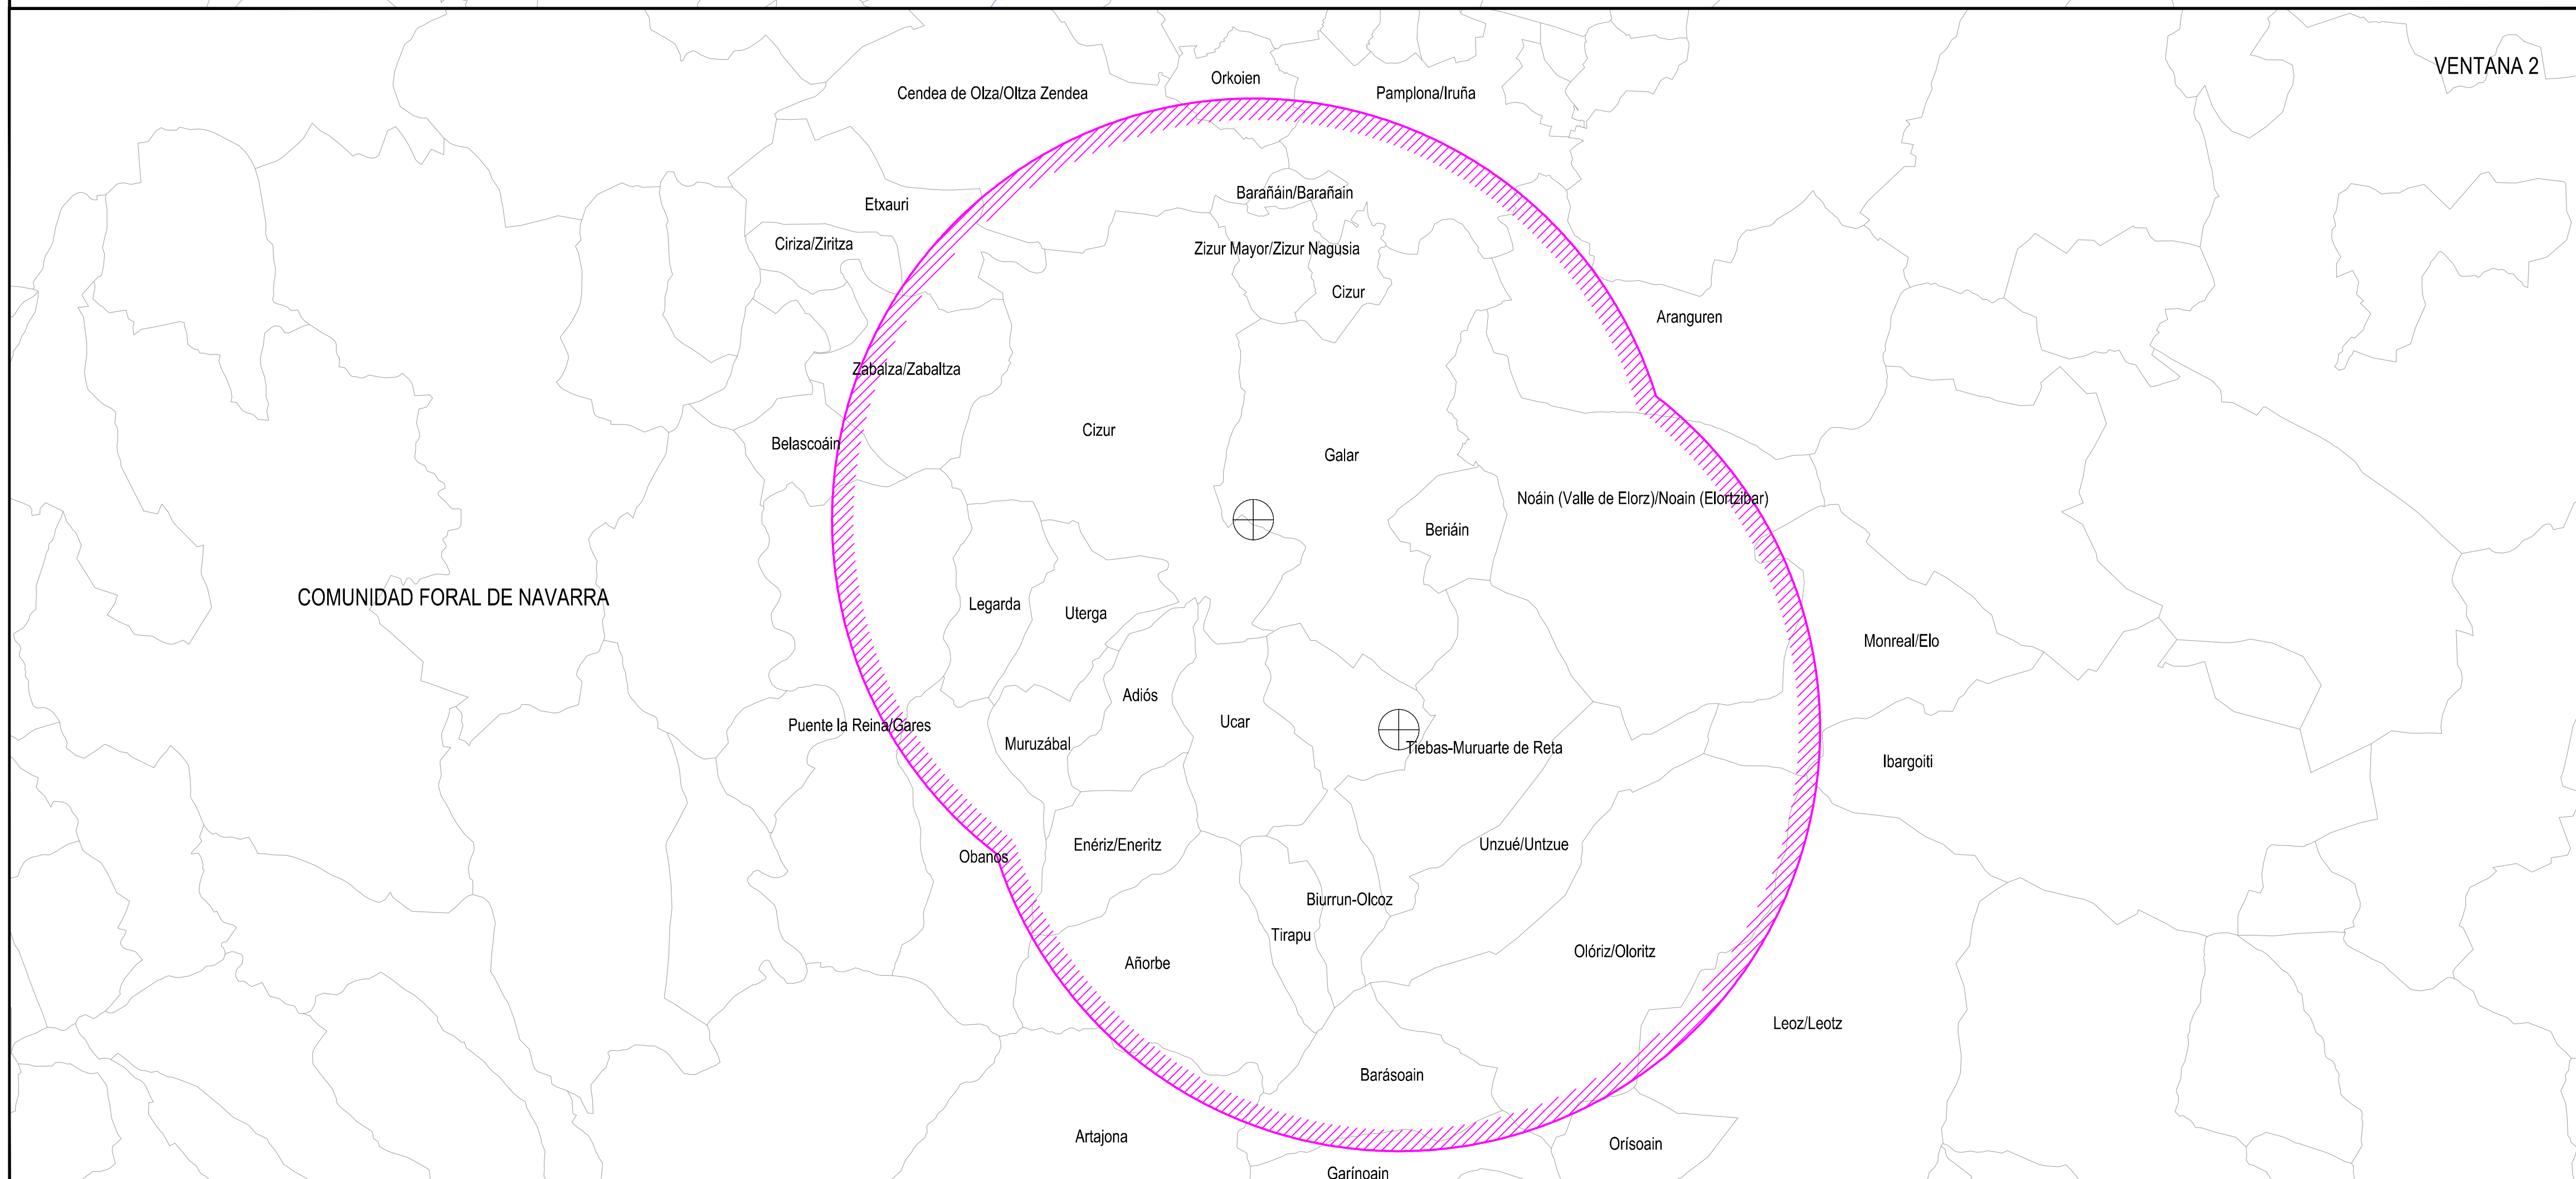 VENTANA 2
Orkoien
Cendea de Olza/Oltza Zendea
Pamplona/Iruña
Barañáin/Barañain
Etxauri
Ciriza/Ziritza
Zizur Mayor/Zizur Nagusia
Cizur
Aranguren
Zabalza/Zabaltza
Cizur
Belascoáin
Galar
Noáin (Valle de Elorz)/Noain (Elortzibar)
Beriáin
COMUNIDAD FORAL DE NAVARRA
Legarda
Uterga
Monreal/Elo
Adiós
Ucar
Puente la Reina/Gares
Muruzábal
Tiebas-Muruarte de Reta
Ibargoiti
Enériz/Eneritz
Unzué/Untzue
Obanos
Biurrun-Olcoz
Tirapu
Olóriz/Oloritz
Añorbe
Leoz/Leotz
Barásoain
Artajona
Orísoain
Garínoain